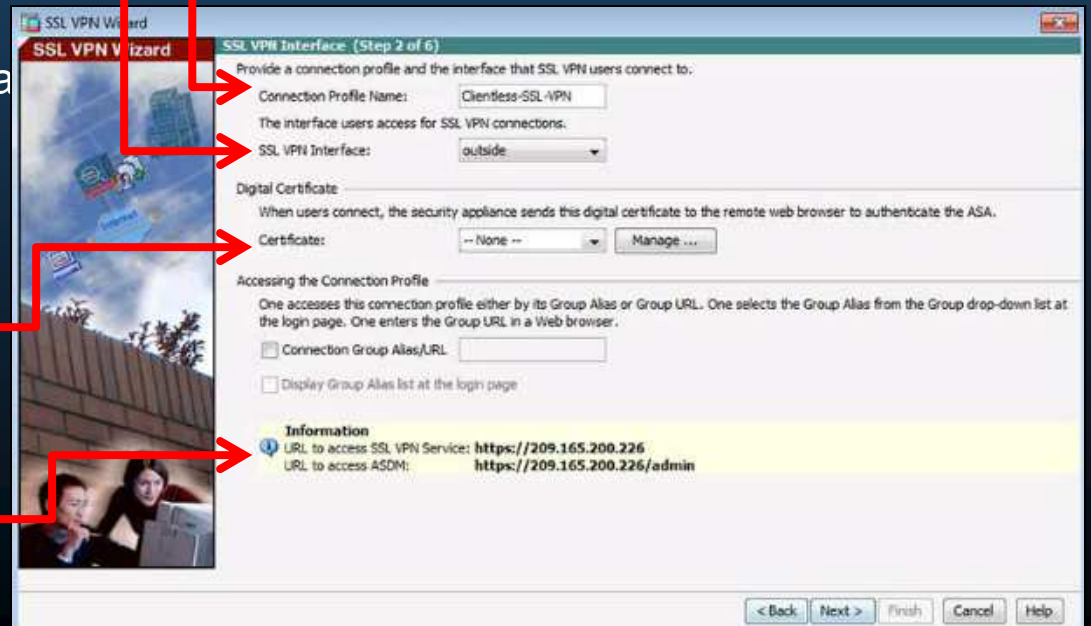 SSL VPN Wizard
SSL VPN Wizard
a
SSL VPN Interface (Step 2 of 6)
Provide a connection profile and the interface that SSL VPN users connect to.
Connection Profile Name: Clientless-SSL-VPN
The interface users access for SSL VPN connections.
SSL VPN Interface: outside
Digital Certificate
When users connect, the security appliance sends this digital certificate to the remote web browser to authenticate the ASA.
Certificate: -- None -- Manage ...
Accessing the Connection Profile
One accesses this connection profile either by its Group Alias or Group URL. One selects the Group Alias from the Group drop-down list at
the login page. One enters the Group URL in a Web browser.
Connection Group Alias/URL
Display Group Alias list at the login page
Information
URL to access SSL VPN Service: https://209.165.200.226
URL to access ASDM: https://209.165.200.226/admin
< Back Next > Finish Cancel Help